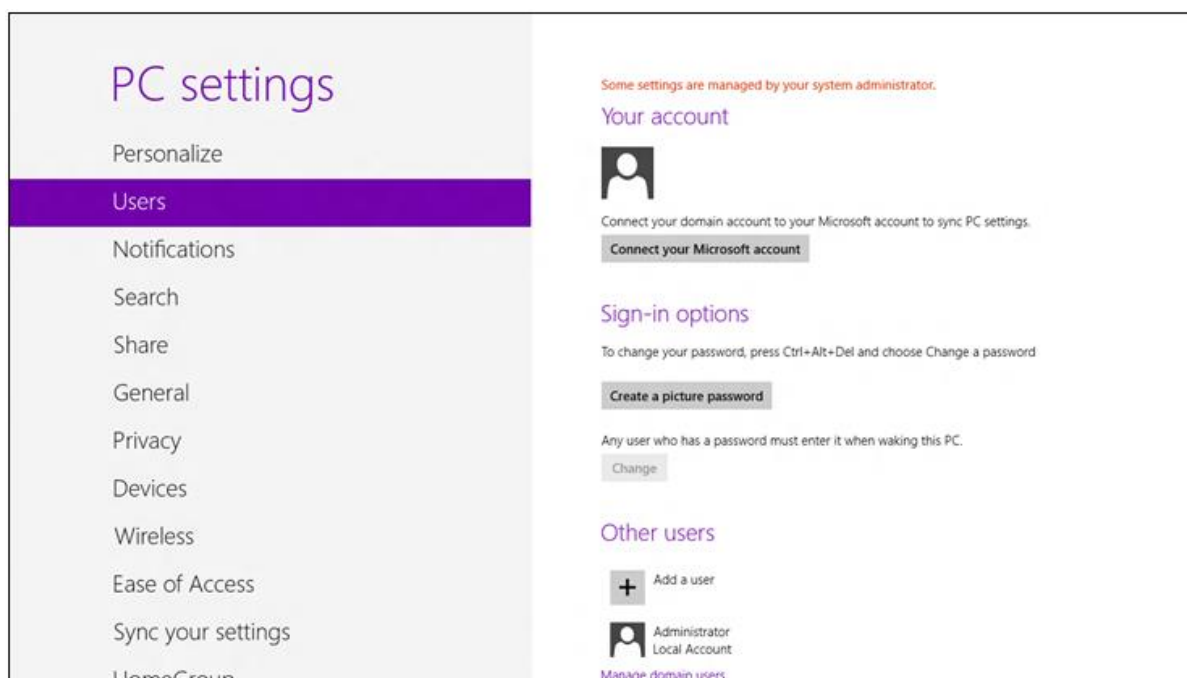 PC settings
Personalize
Users
Notifications
Search
Share
General
Privacy
Devices
Wireless
Ease of Access
Sync your settings
HomeGroup
Some settings are managed by your system administrator.
Your account
Connect your domain account to your Microsoft account to sync PC settings.
Connect your Microsoft account
Sign-in options
To change your password, press Ctrl+Alt+Del and choose Change a password
Create a picture password
Any user who has a password must enter it when waking this PC.
Change
Other users
+ Add a user
Administrator
Local Account
Manage domain users